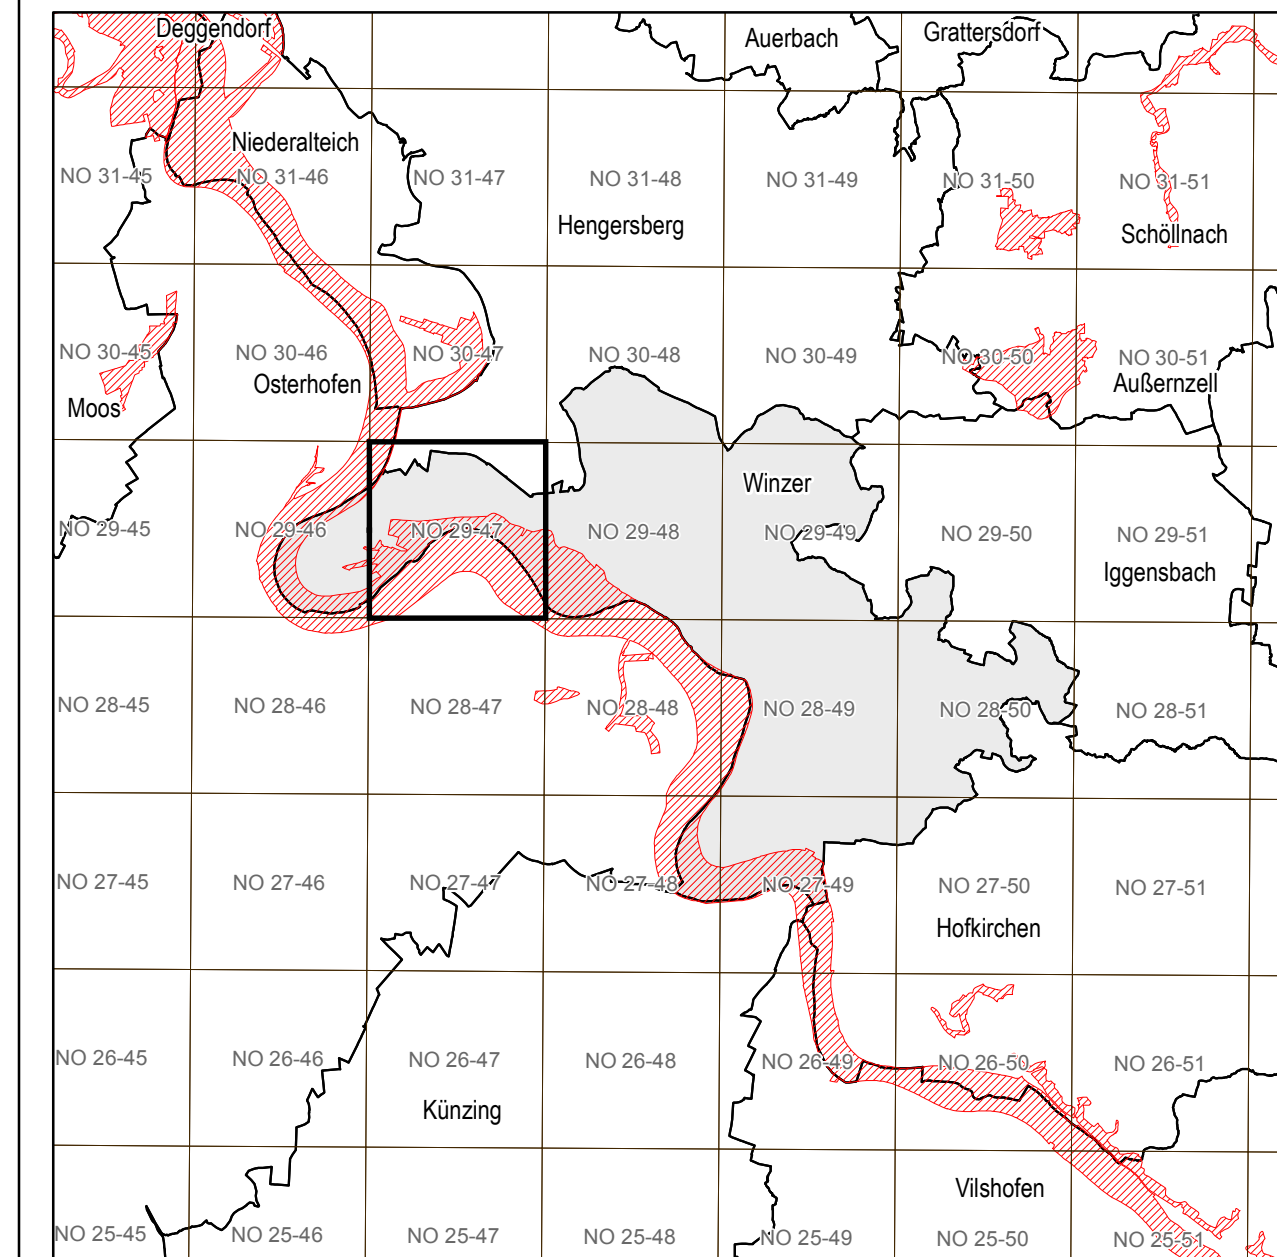 Deggendorf
Auerbach
Grattersdorf
Niederalteich
NO 31-45
NO 31-46
NO 31-47
NO 31-48
NO 31-49
NO 31-50
NO 31-51
Hengersberg
Schöllnach
NO 30-45
NO 30-46
NO 30-47
NO 30-48
NO 30-49
NO 30-50
NO 30-51
Osterhofen
Außernzell
Moos
Winzer
NO 29-45
NO 29-46
NO 29-47
NO 29-48
NO 29-49
NO 29-50
NO 29-51
Iggensbach
NO 28-45
NO 28-46
NO 28-47
NO 28-48
NO 28-49
NO 28-50
NO 28-51
NO 27-45
NO 27-46
NO 27-47
NO 27-48
NO 27-49
NO 27-50
NO 27-51
Hofkirchen
NO 26-45
NO 26-46
NO 26-47
NO 26-48
NO 26-49
NO 26-50
NO 26-51
Künzing
Vilshofen
NO 25-45
NO 25-46
NO 25-47
NO 25-48
NO 25-49
NO 25-50
NO 25-51